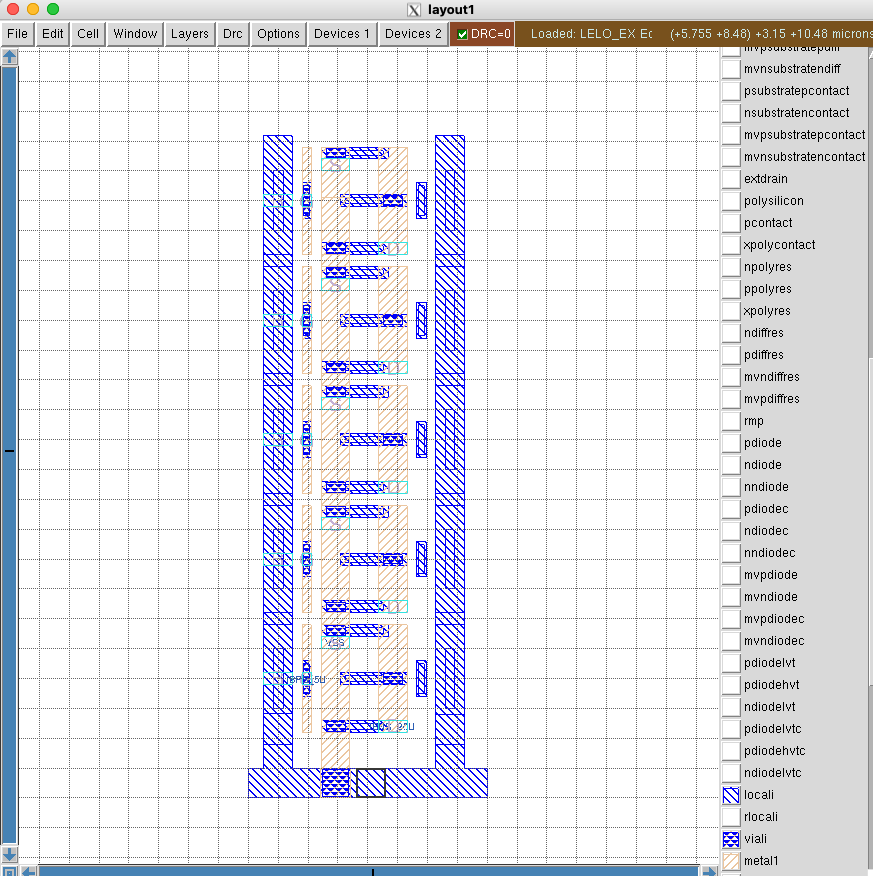 layout1
File Edit Cell Window Layers Drc Options Devices 1 Devices 2 DRC=0 Loaded: LELO_EX Ec (+5.755 +8.48) +3.15 +10.48 microns
mvpsubstratepdiff
mvnsubstratendiff
psubstratepcontact
nsubstratencontact
mvpsubstratepcontact
mvnsubstratencontact
extdrain
polysilicon
pcontact
xpolycontact
npolyres
ppolyres
xpolyres
ndiffres
pdiffres
mvndiffres
mvpdiffres
rmp
pdiode
ndiode
nndiode
pdiodec
ndiodec
nndiodec
mvpdiode
mvndiode
mvpdiodec
mvndiodec
pdiodelvt
pdiodehvt
ndiodelvt
pdiodelvtc
pdiodehvtc
ndiodelvtc
locali
rlocali
viali
metal1
VSS